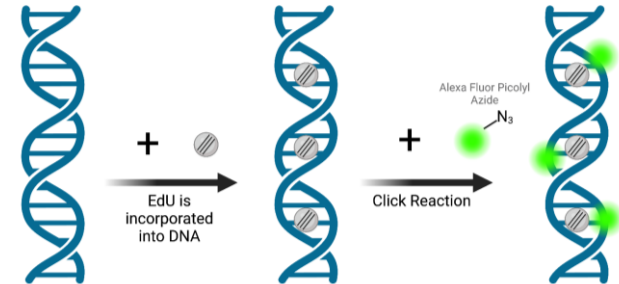 Alexa Fluor Picolyl
Azide
N3
+
+
EdU is
incorporated
into DNA
Click Reaction